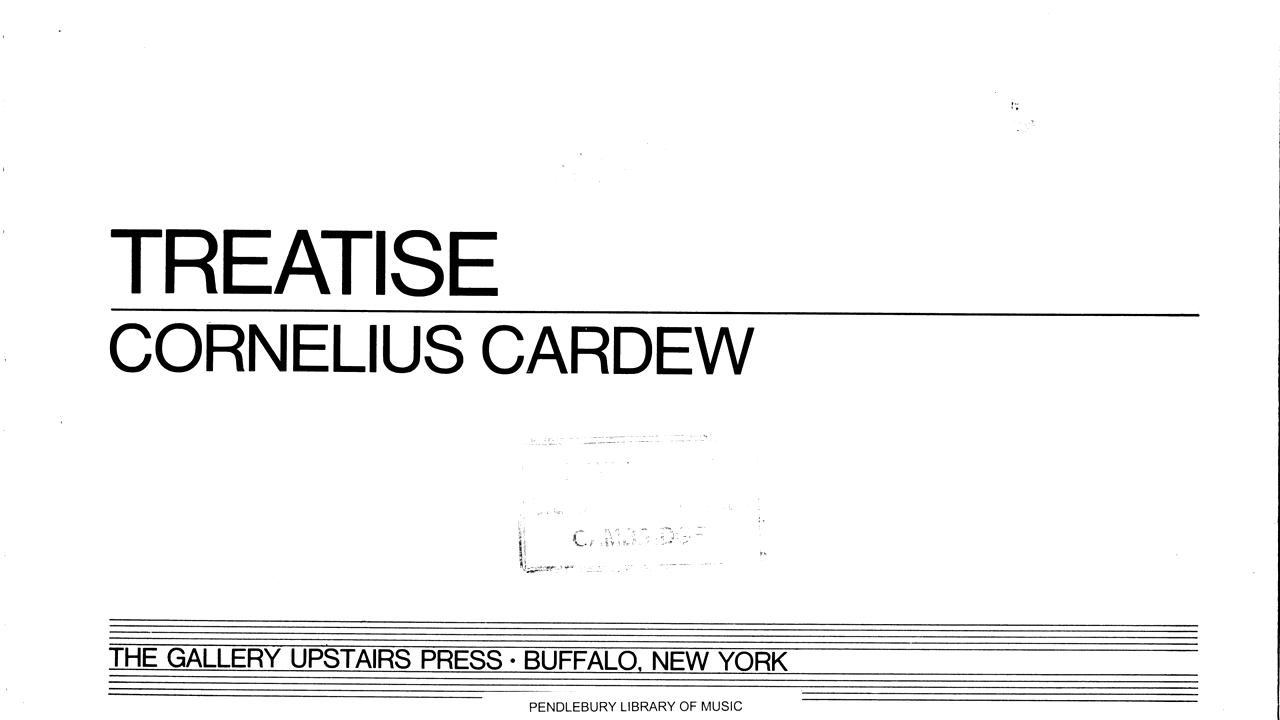 TREATISE
CORNELIUS CARDEW
THE GALLERY UPSTAIRS PRESS · BUFFALO, NEW YORK
PENDLEBURY LIBRARY OF MUSIC